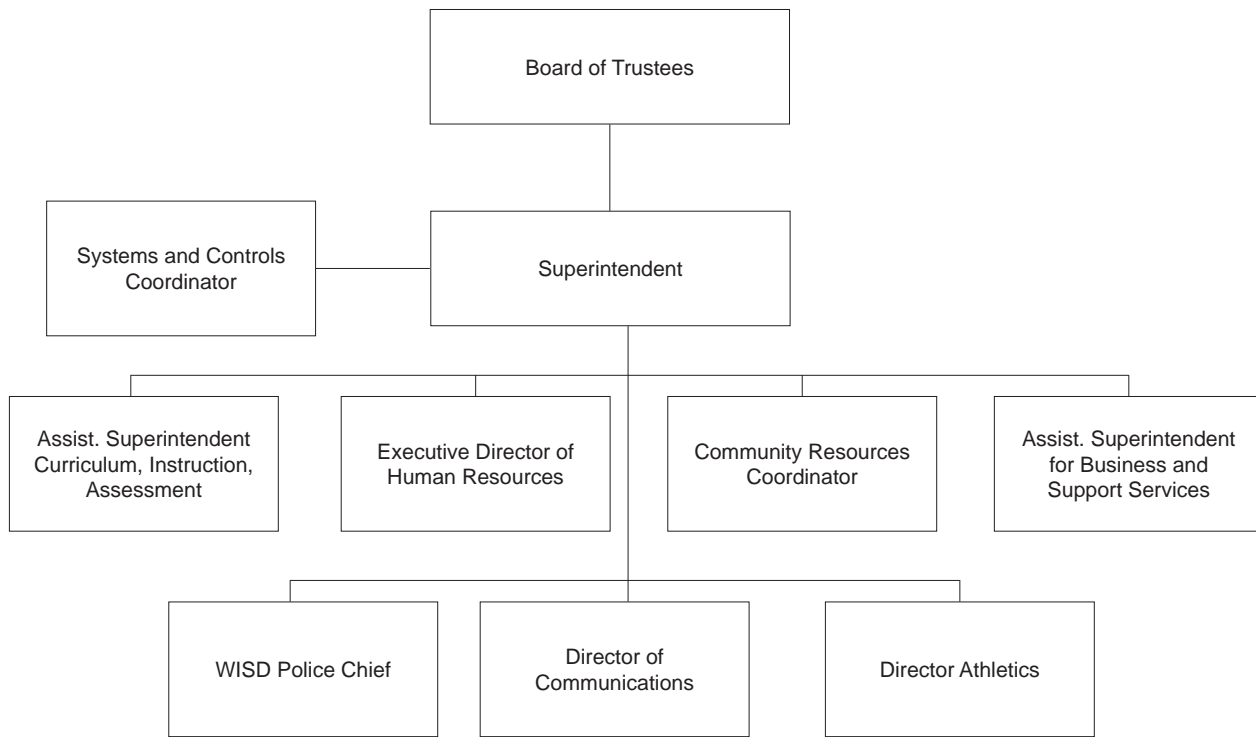 Board of Trustees
Systems and Controls
Coordinator
Superintendent
Assist. Superintendent
Curriculum, Instruction,
Assessment
Executive Director of
Human Resources
Community Resources
Coordinator
Assist. Superintendent
for Business and
Support Services
WISD Police Chief
Director of
Communications
Director Athletics